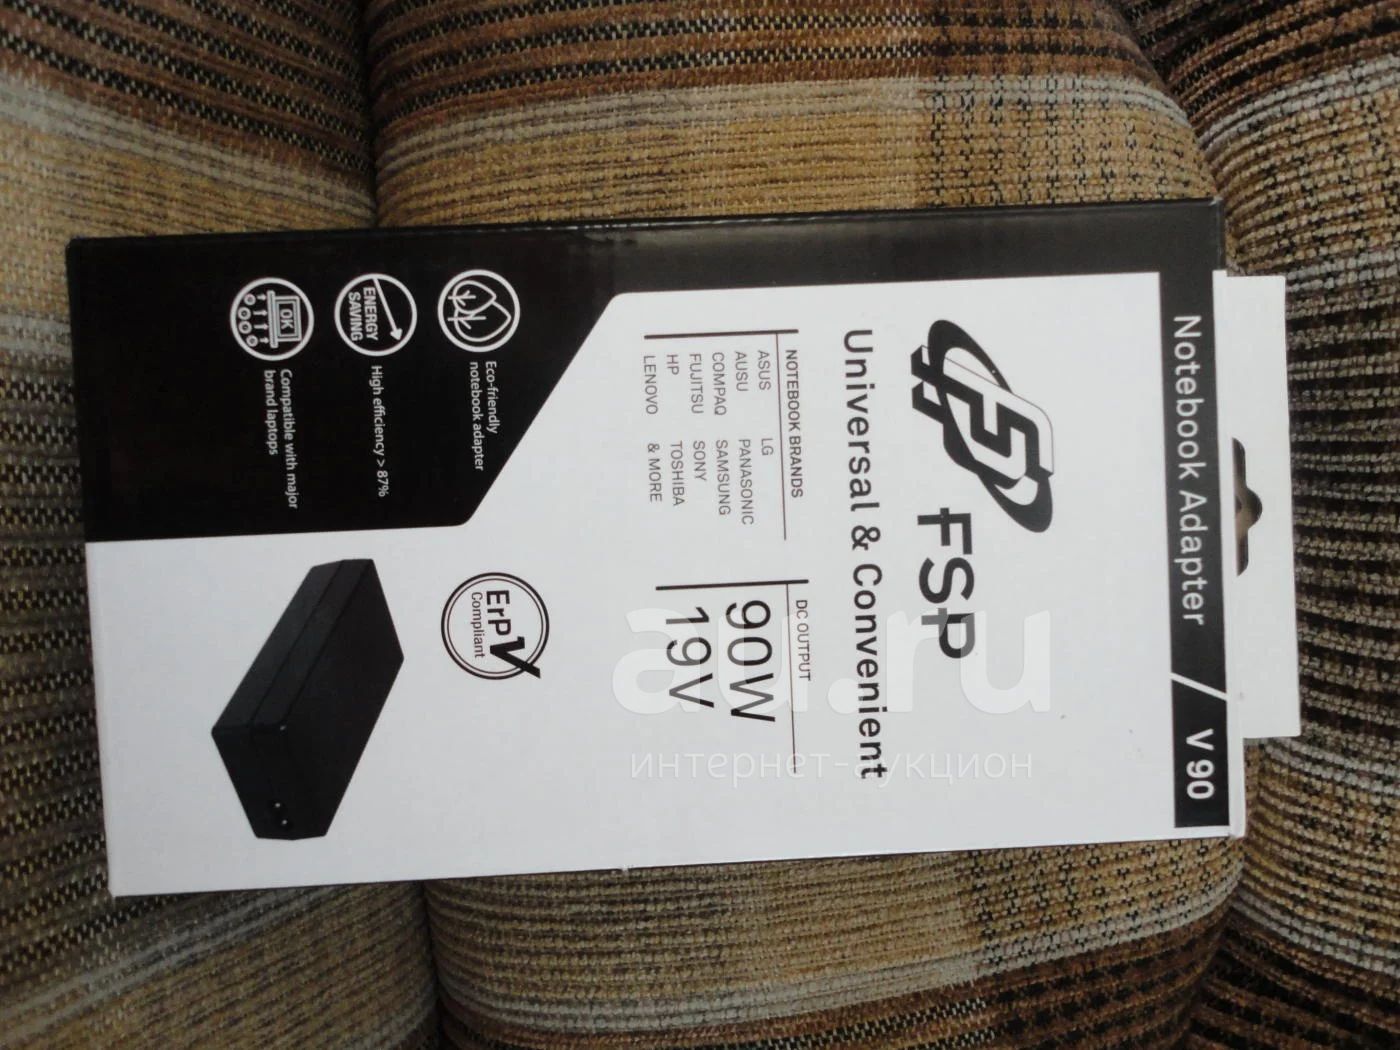 Notebook Adapter / V 90
FSP
Universal & Convenient
NOTEBOOK BRANDS
ASUS LG
AUSU PANASONIC
COMPAQ SAMSUNG
FUJITSU SONY
HP TOSHIBA
LENOVO & MORE
DC OUTPUT
90W
19V
Eco-friendly
notebook adapter
ENERGY
SAVING
High efficiency > 87%
OK
Compatible with major
brand laptops
ErP
Compliant
au.ru
интернет-аукцион